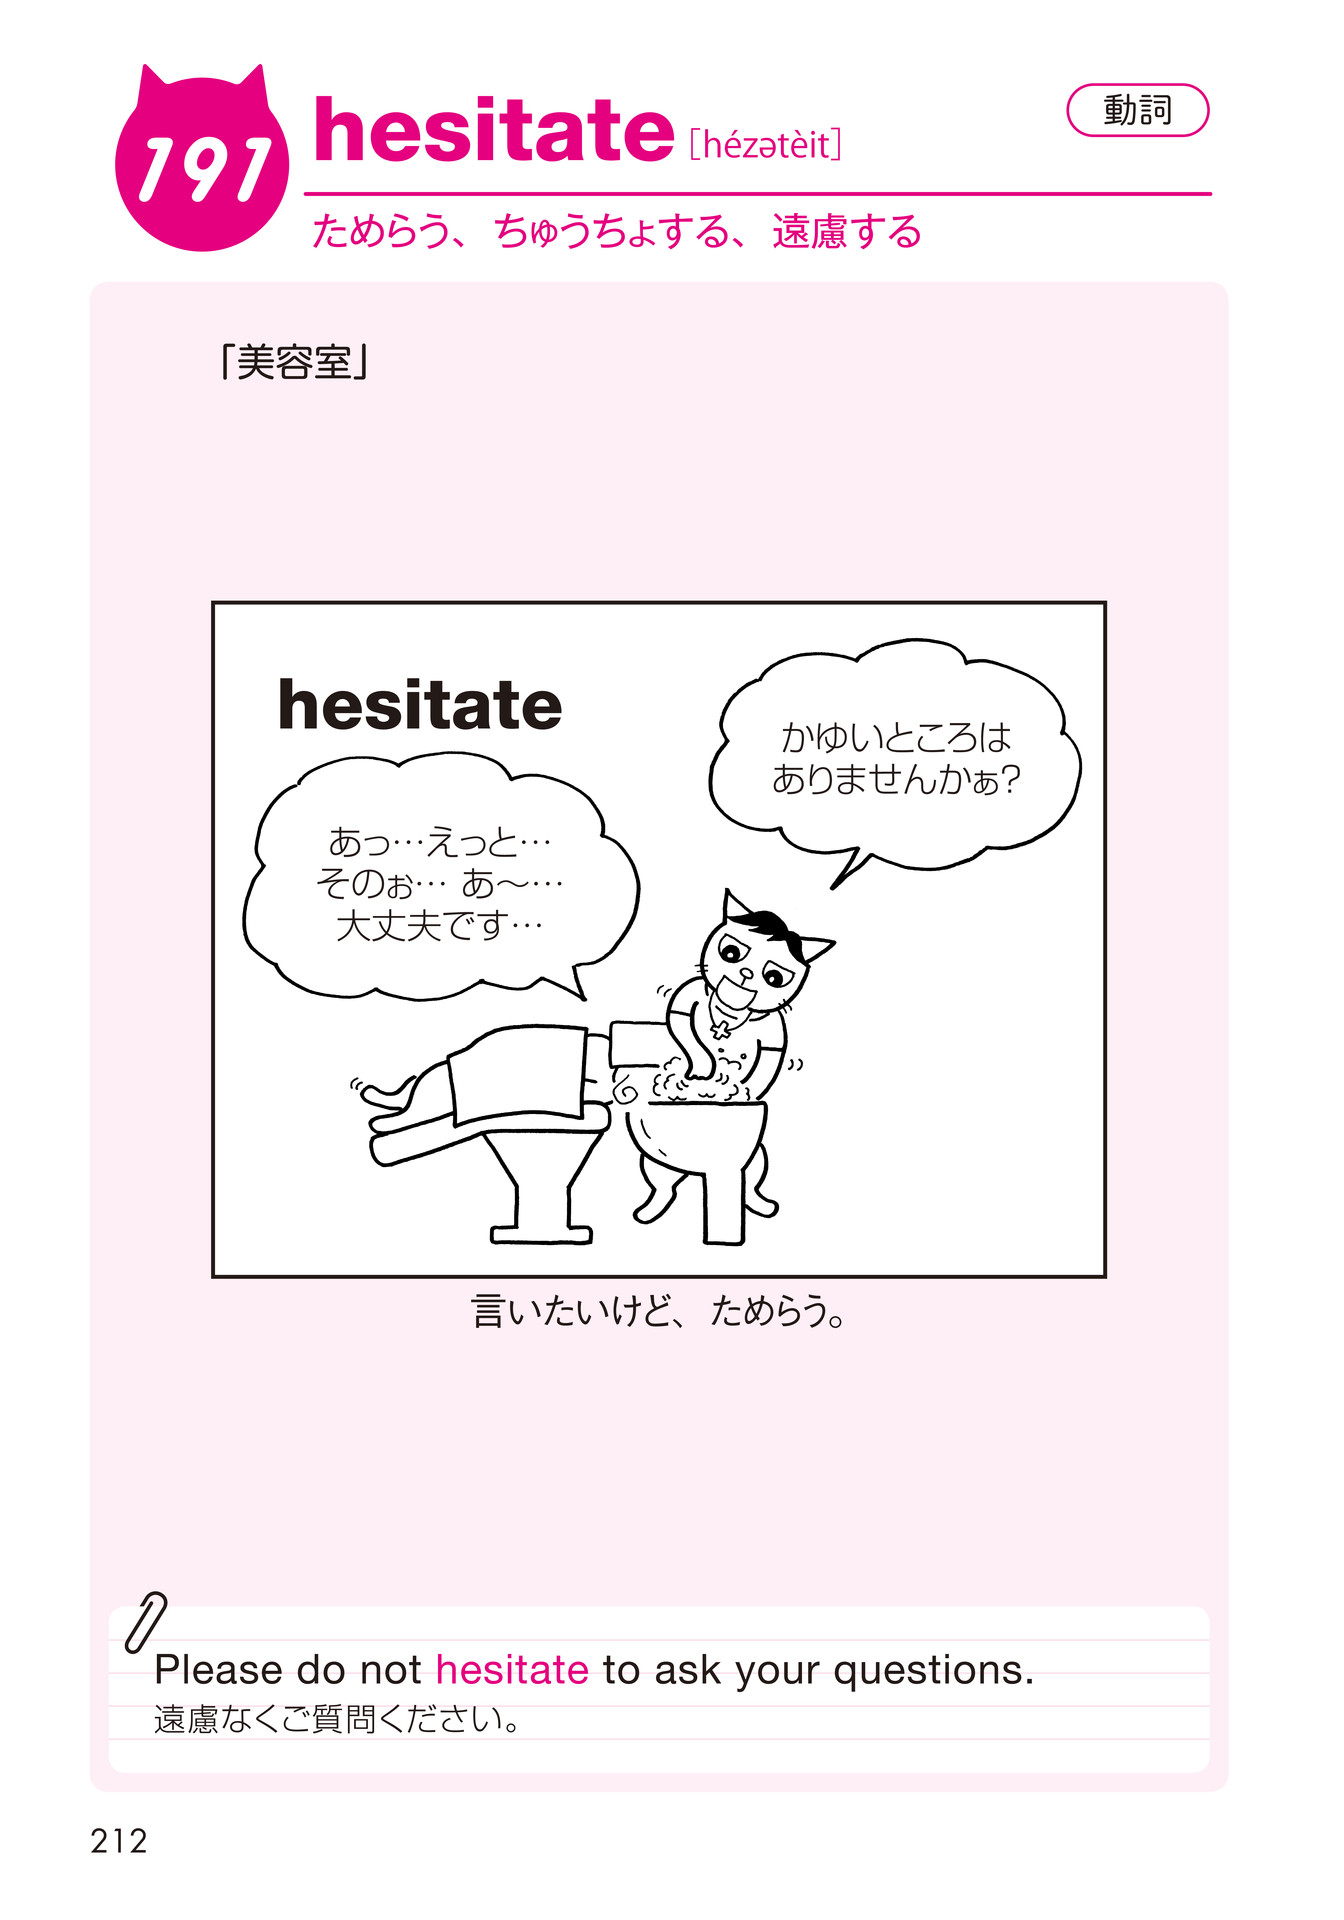 191
hesitate [hézətèit]
動詞
ためらう、ちゅうちょする、遠慮する
「美容室」
hesitate
かゆいところは
ありませんかぁ？
あっ…えっと…
そのぉ… あ〜…
大丈夫です…
言いたいけど、ためらう。
Please do not hesitate to ask your questions.
遠慮なくご質問ください。
212